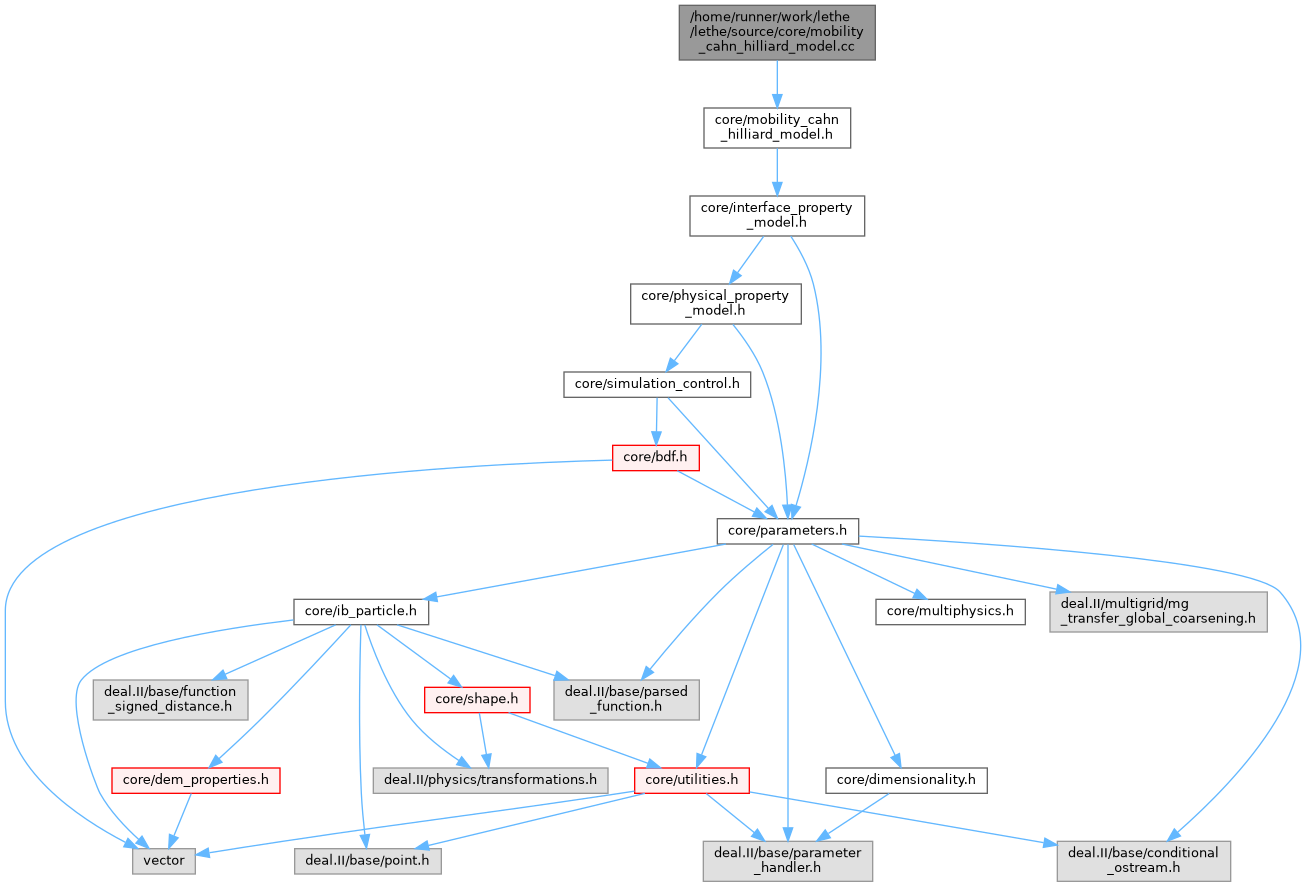 /home/runner/work/lethe
/lethe/source/core/mobility
_cahn_hilliard_model.cc
core/mobility_cahn
_hilliard_model.h
core/interface_property
_model.h
core/physical_property
_model.h
core/simulation_control.h
core/bdf.h
core/parameters.h
core/ib_particle.h
core/multiphysics.h
deal.II/multigrid/mg
_transfer_global_coarsening.h
deal.II/base/function
_signed_distance.h
core/shape.h
deal.II/base/parsed
_function.h
core/dem_properties.h
deal.II/physics/transformations.h
core/utilities.h
core/dimensionality.h
vector
deal.II/base/point.h
deal.II/base/parameter
_handler.h
deal.II/base/conditional
_ostream.h